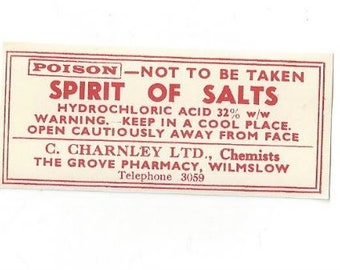 POISON—NOT TO BE TAKEN
SPIRIT OF SALTS
HYDROCHLORIC ACID 32% w/w
WARNING. KEEP IN A COOL PLACE.
OPEN CAUTIOUSLY AWAY FROM FACE
C. CHARNLEY LTD., Chemists
THE GROVE PHARMACY, WILMSLOW
Telephone 3059